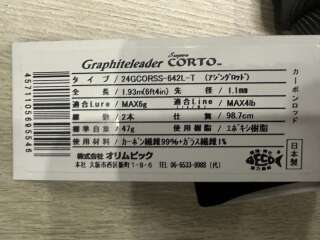 Graphiteleader Super CORTO
タイプ／24GCORSS-642L-T (アジングロッド)
全長／1.93m(6ft4in) 先径／1.1mm
適合Lure／MAX6g 適合Line／MAX4lb
継数／2本 仕舞／98.7cm
標準自重／47g 使用樹脂／エポキシ樹脂
使用材料／カーボン繊維99%+ガラス繊維1%
株式会社 オリムピック
本社 大阪市西区新町1-8-6 TEL 06-6533-0088 (代)
カーボンロッド
日本製